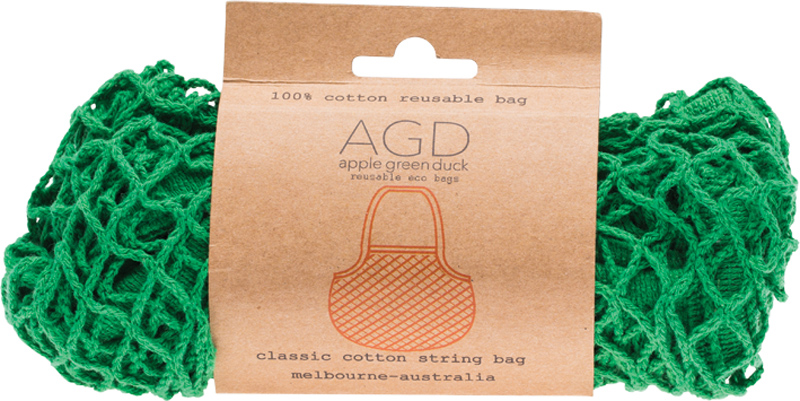 100% cotton reusable bag
AGD
apple green duck
reusable eco bags
classic cotton string bag
melbourne-australia